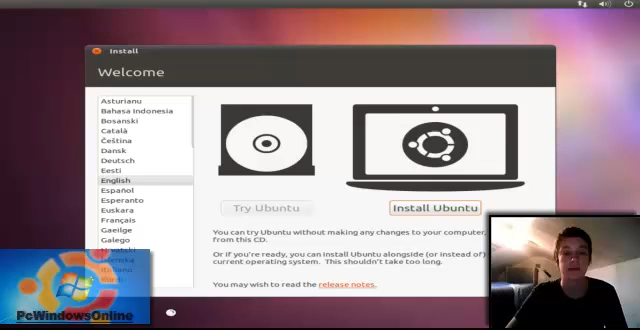 Install
Welcome
Asturianu
Bahasa Indonesia
Bosanski
Català
Čeština
Dansk
Deutsch
Eesti
English
Español
Esperanto
Euskara
Français
Gaeilge
Galego
Try Ubuntu
Install Ubuntu
You can try Ubuntu without making any changes to your computer,
from this CD.
Or if you're ready, you can install Ubuntu alongside (or instead of)
current operating system. This shouldn't take too long.
You may wish to read the release notes.
PcWindowsOnline